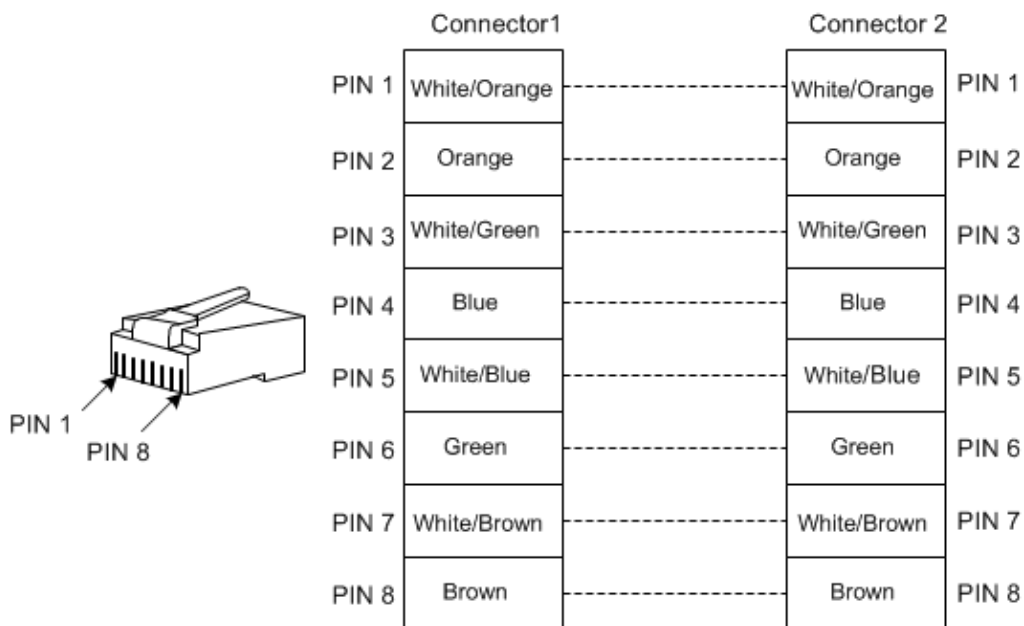 Connector1 Connector 2
PIN 1 White/Orange White/Orange PIN 1
PIN 2 Orange Orange PIN 2
PIN 3 White/Green White/Green PIN 3
PIN 4 Blue Blue PIN 4
PIN 5 White/Blue White/Blue PIN 5
PIN 6 Green Green PIN 6
PIN 7 White/Brown White/Brown PIN 7
PIN 8 Brown Brown PIN 8
PIN 1
PIN 8